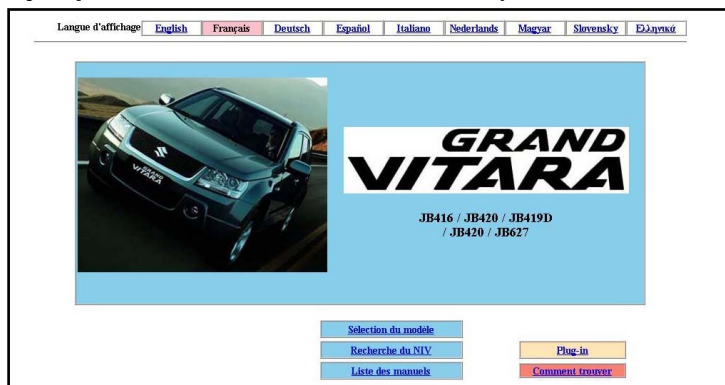 Langue d'affichage English Français Deutsch Español Italiano Nederlands Magyar Slovensky Ελληνικά
GRAND
VITARA
VITARA
JB416 / JB420 / JB419D
/ JB420 / JB627
Sélection du modèle
Recherche du NIV Plug-in
Liste des manuels Comment trouver